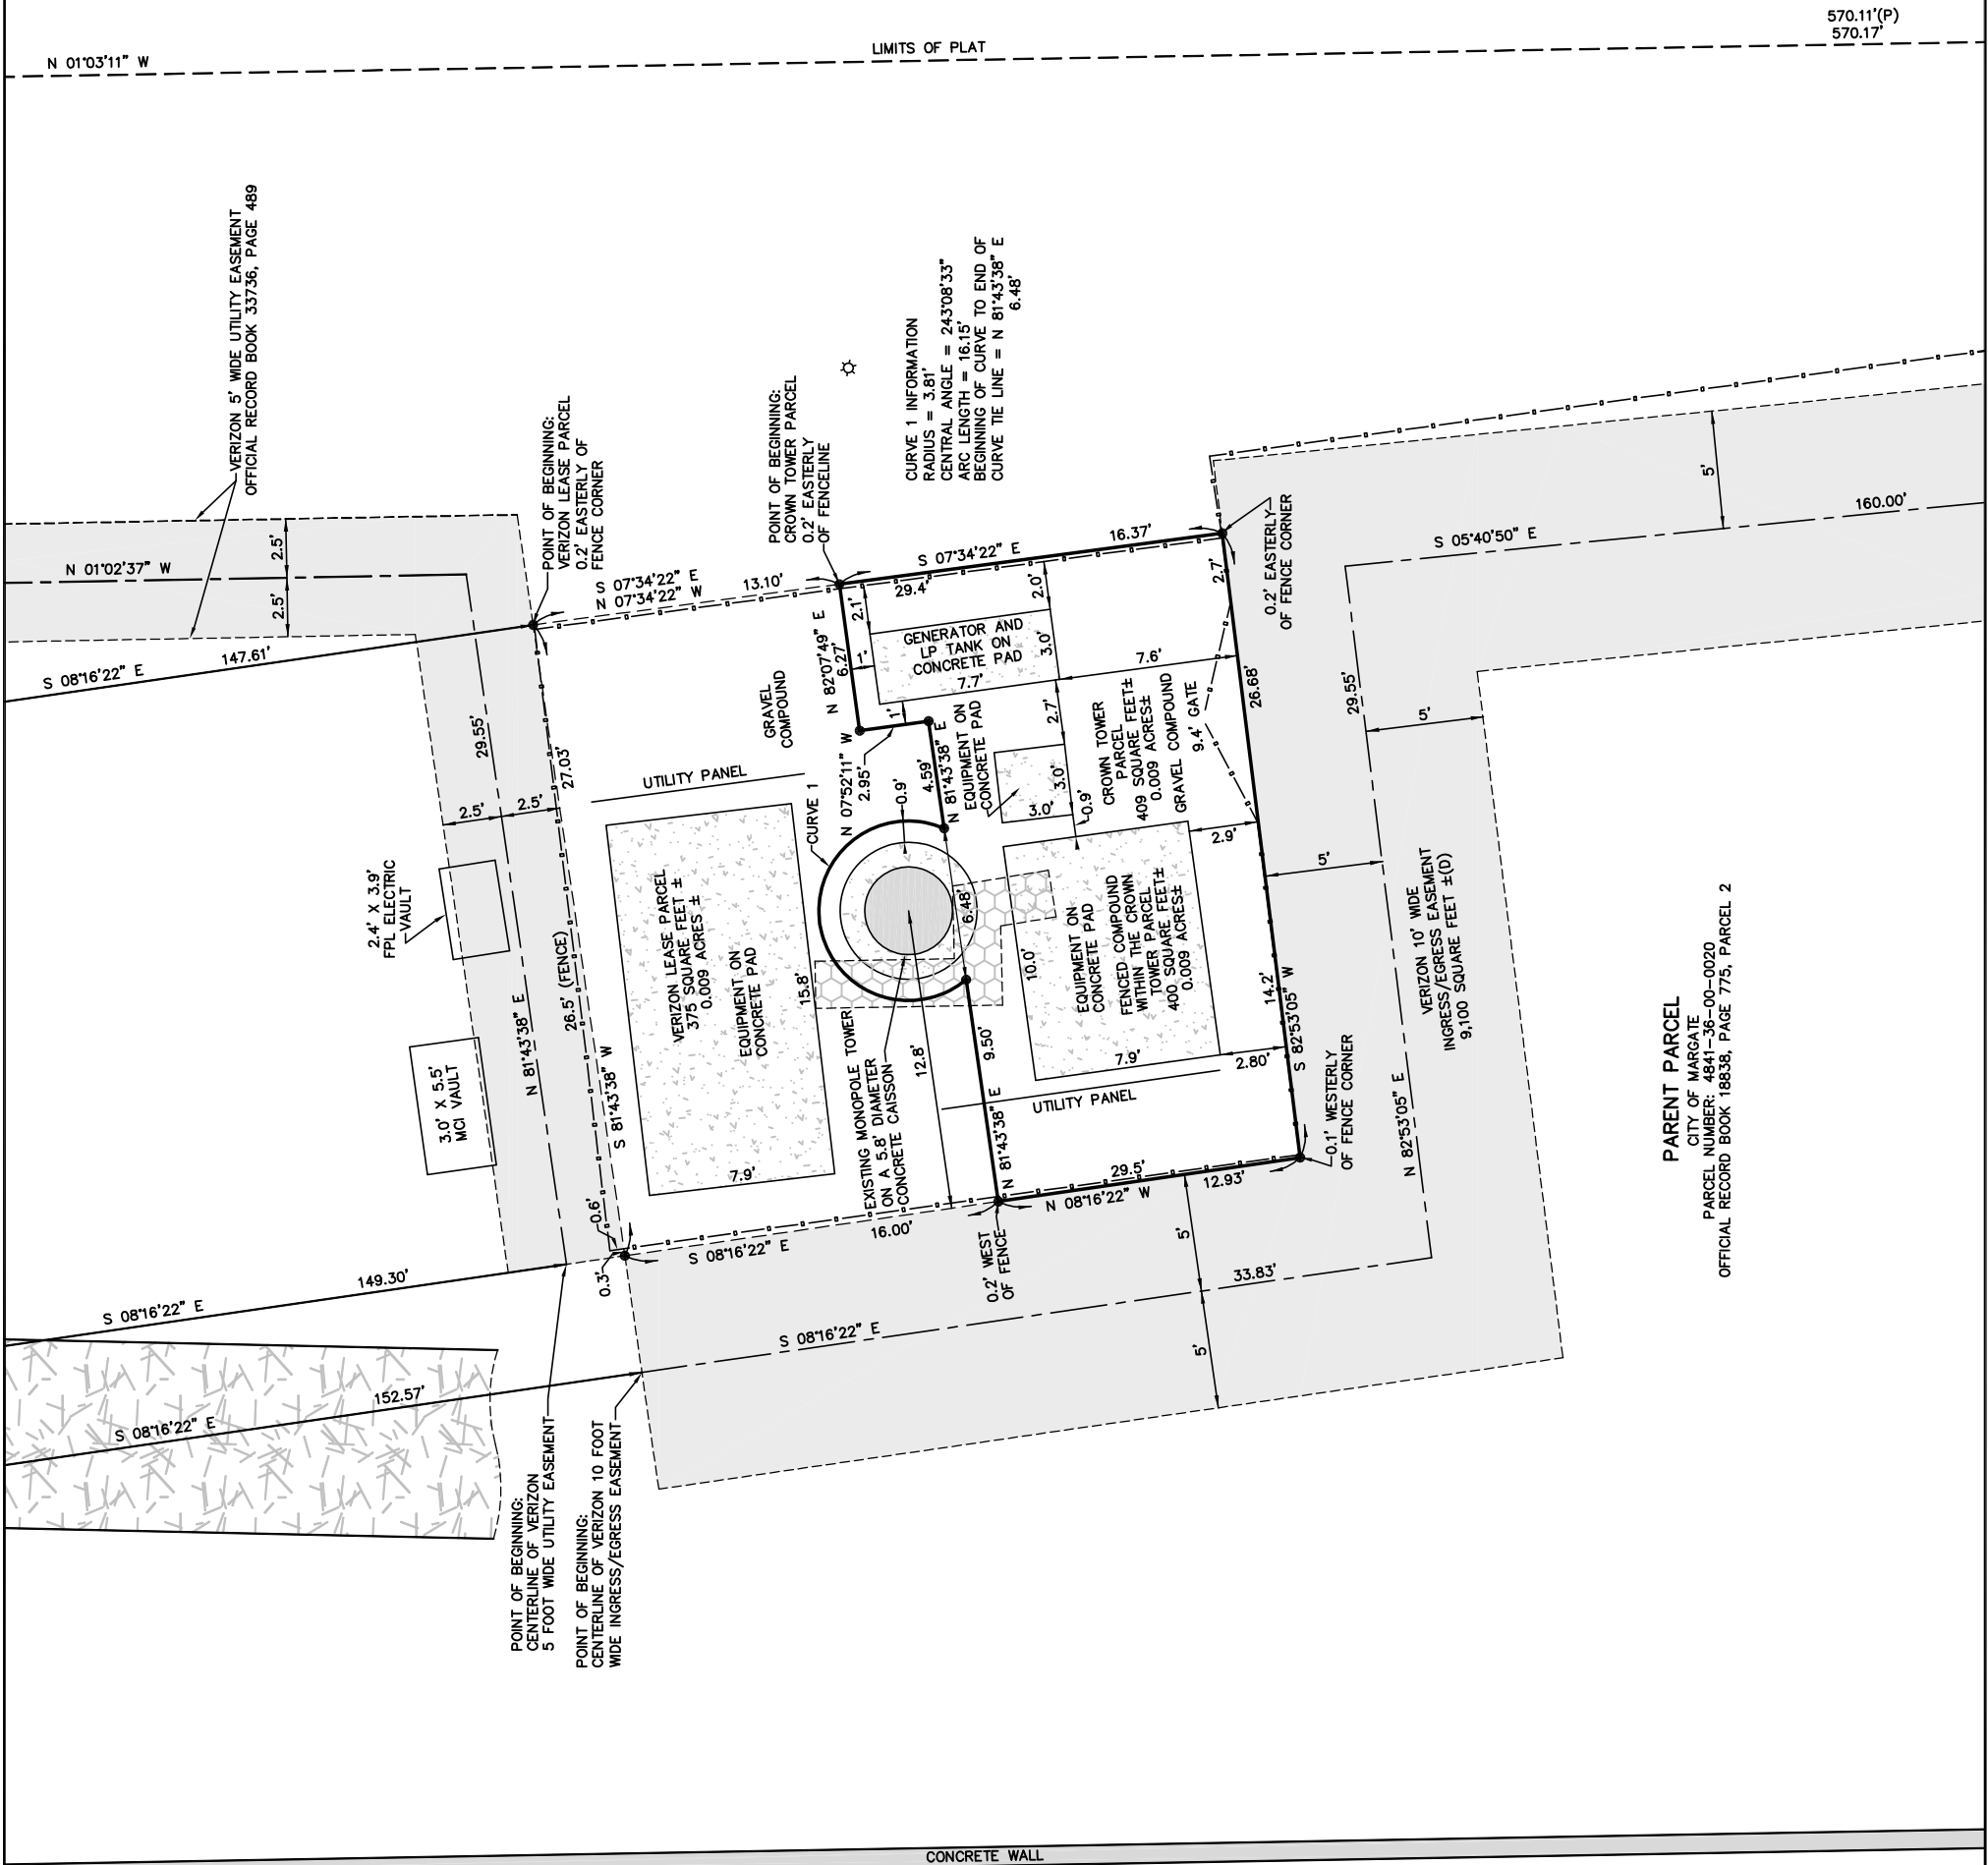 570.11'(P)
570.17'
N 01°03'11" W
LIMITS OF PLAT
VERIZON 5' WIDE UTILITY EASEMENT
OFFICIAL RECORD BOOK 33736, PAGE 489
2.5'
2.5'
N 01°02'37" W
S 08°16'22" E
147.61'
POINT OF BEGINNING:
VERIZON LEASE PARCEL
0.2' EASTERLY OF
FENCE CORNER
S 07°34'22" E
N 07°34'22" W
13.10'
POINT OF BEGINNING:
CROWN TOWER PARCEL
0.2' EASTERLY
OF FENCELINE
CURVE 1 INFORMATION
RADIUS = 3.81'
CENTRAL ANGLE = 243°08'33"
ARC LENGTH = 16.15'
BEGINNING OF CURVE TO END OF
CURVE TIE LINE = N 81°43'38" E
6.48'
S 07°34'22" E
16.37'
29.4'
2.1'
2.0'
2.7'
0.2' EASTERLY
OF FENCE CORNER
S 05°40'50" E
160.00'
5'
N 82°07'49" E
6.27'
1'
GENERATOR AND
LP TANK ON
CONCRETE PAD
3.0'
7.7'
7.6'
GRAVEL
COMPOUND
N 07°52'11" W
2.95'
1'
4.59'
N 81°43'38" E
EQUIPMENT ON
CONCRETE PAD
2.7'
3.0'
3.0'
0.9'
CROWN TOWER
PARCEL
409 SQUARE FEET±
0.009 ACRES±
GRAVEL COMPOUND
9.4' GATE
26.68'
29.55'
5'
29.55'
27.03'
2.5'
2.5'
UTILITY PANEL
CURVE 1
0.9'
2.4' X 3.9'
FPL ELECTRIC
VAULT
VERIZON LEASE PARCEL
375 SQUARE FEET ±
0.009 ACRES ±
EQUIPMENT ON
CONCRETE PAD
15.8'
7.9'
6.48'
10.0'
EQUIPMENT ON
CONCRETE PAD
FENCED COMPOUND
WITHIN THE CROWN
TOWER PARCEL
400 SQUARE FEET±
0.009 ACRES±
7.9'
2.9'
5'
14.2'
2.80'
S 82°53'05" W
VERIZON 10' WIDE
INGRESS/EGRESS EASEMENT
9,100 SQUARE FEET ±(D)
N 82°53'05" E
3.0' X 5.5'
MCI VAULT
N 81°43'38" E
26.5' (FENCE)
S 81°43'38" W
0.6'
0.3'
EXISTING MONOPOLE TOWER
ON A 5.8' DIAMETER
CONCRETE CAISSON
12.8'
9.50'
N 81°43'38" E
UTILITY PANEL
29.5'
N 08°16'22" W
12.93'
0.1' WESTERLY
OF FENCE CORNER
S 08°16'22" E
16.00'
0.2' WEST
OF FENCE
5'
33.83'
5'
S 08°16'22" E
S 08°16'22" E
149.30'
S 08°16'22" E
152.57'
POINT OF BEGINNING:
CENTERLINE OF VERIZON
5 FOOT WIDE UTILITY EASEMENT
POINT OF BEGINNING:
CENTERLINE OF VERIZON 10 FOOT
WIDE INGRESS/EGRESS EASEMENT
PARENT PARCEL
CITY OF MARGATE
PARCEL NUMBER: 4841-36-00-0020
OFFICIAL RECORD BOOK 18838, PAGE 775, PARCEL 2
CONCRETE WALL